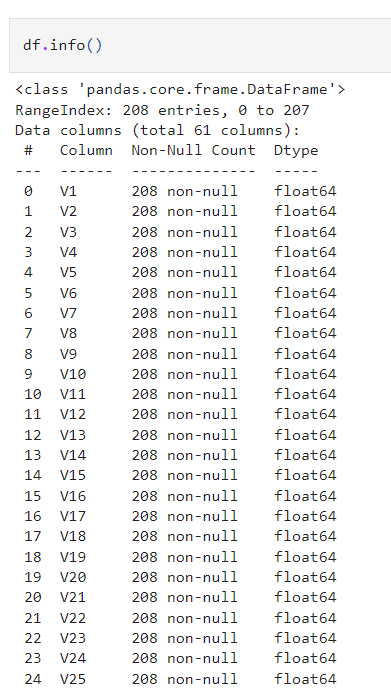 df.info()
<class 'pandas.core.frame.DataFrame'>
RangeIndex: 208 entries, 0 to 207
Data columns (total 61 columns):
 #   Column  Non-Null Count  Dtype
---  ------  --------------  -----
 0   V1      208 non-null    float64
 1   V2      208 non-null    float64
 2   V3      208 non-null    float64
 3   V4      208 non-null    float64
 4   V5      208 non-null    float64
 5   V6      208 non-null    float64
 6   V7      208 non-null    float64
 7   V8      208 non-null    float64
 8   V9      208 non-null    float64
 9   V10     208 non-null    float64
 10  V11     208 non-null    float64
 11  V12     208 non-null    float64
 12  V13     208 non-null    float64
 13  V14     208 non-null    float64
 14  V15     208 non-null    float64
 15  V16     208 non-null    float64
 16  V17     208 non-null    float64
 17  V18     208 non-null    float64
 18  V19     208 non-null    float64
 19  V20     208 non-null    float64
 20  V21     208 non-null    float64
 21  V22     208 non-null    float64
 22  V23     208 non-null    float64
 23  V24     208 non-null    float64
 24  V25     208 non-null    float64